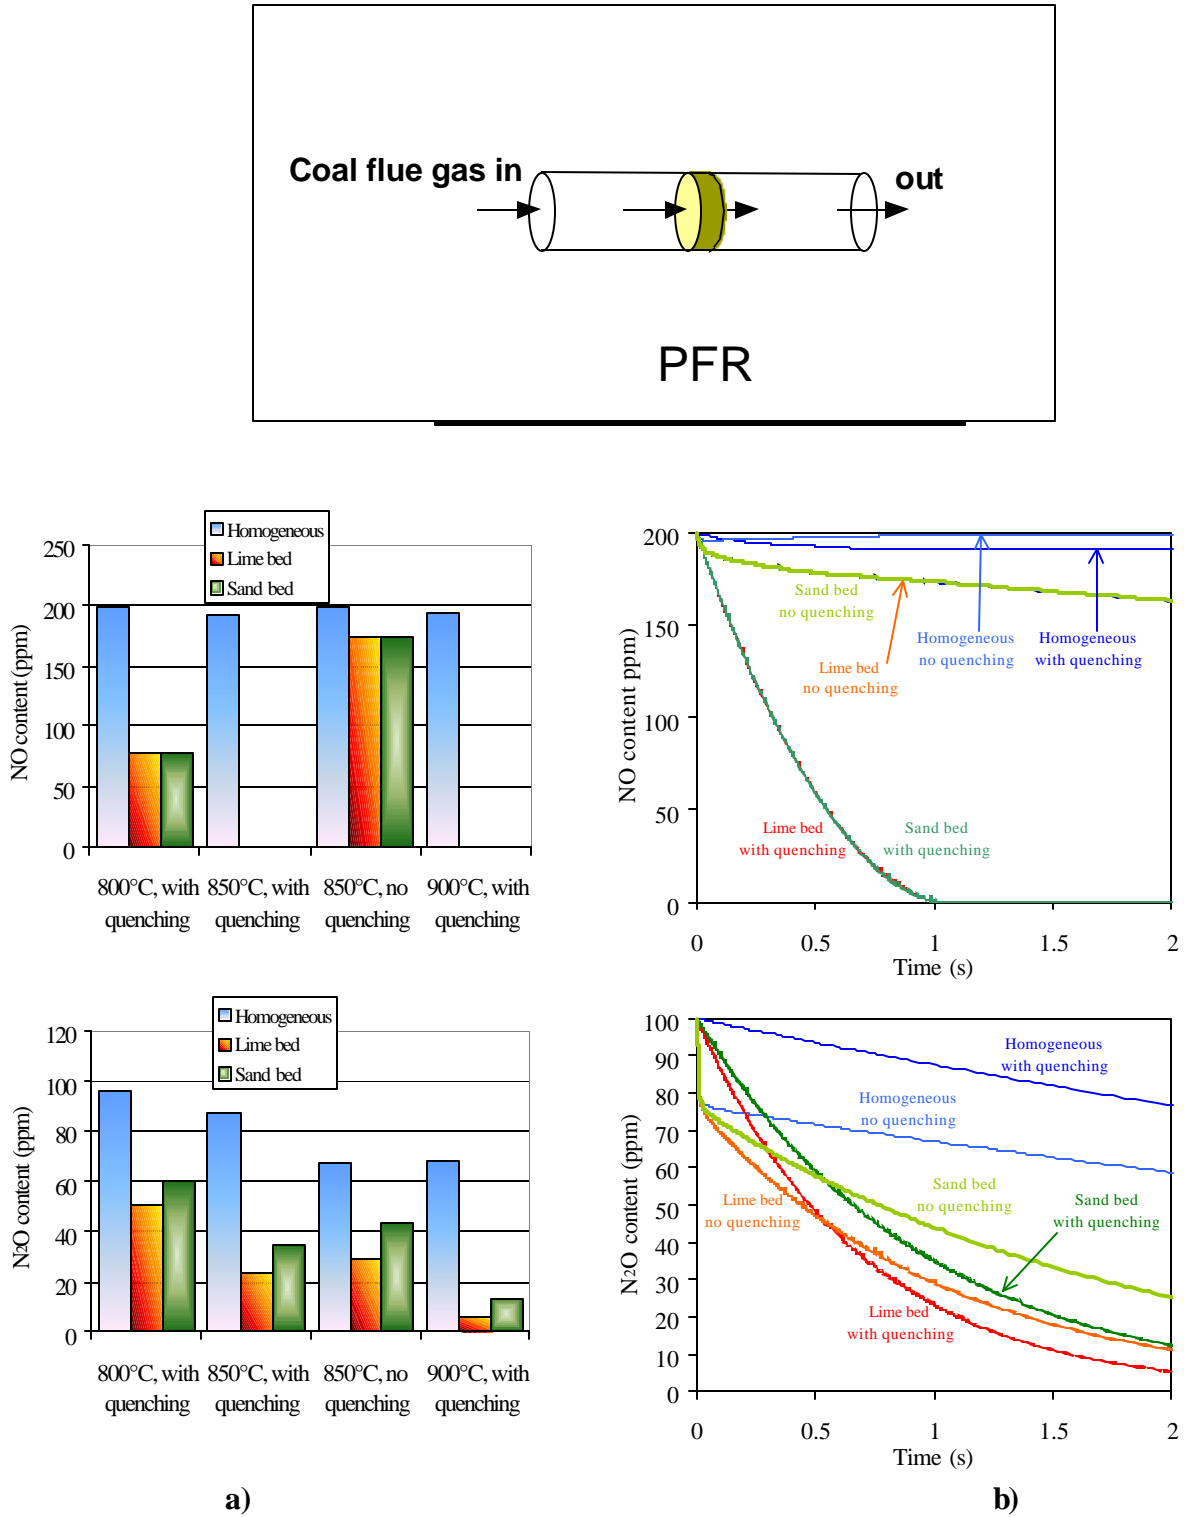 Coal flue gas in
out
PFR
Homogeneous
Lime bed
Sand bed
NO content (ppm)
250
200
150
100
50
0
800°C, with
quenching
850°C, with
quenching
850°C, no
quenching
900°C, with
quenching
NO content ppm)
200
150
100
50
0
Sand bed
no quenching
Lime bed
no quenching
Homogeneous
no quenching
Homogeneous
with quenching
Lime bed
with quenching
Sand bed
with quenching
0 0.5 1 1.5 2
Time (s)
Homogeneous
Lime bed
Sand bed
N2O content (ppm)
120
100
80
60
40
20
0
800°C, with
quenching
850°C, with
quenching
850°C, no
quenching
900°C, with
quenching
N2O content (ppm)
100
90
80
70
60
50
40
30
20
10
0
Homogeneous
with quenching
Homogeneous
no quenching
Sand bed
no quenching
Lime bed
no quenching
Sand bed
with quenching
Lime bed
with quenching
0 0.5 1 1.5 2
Time (s)
a)
b)